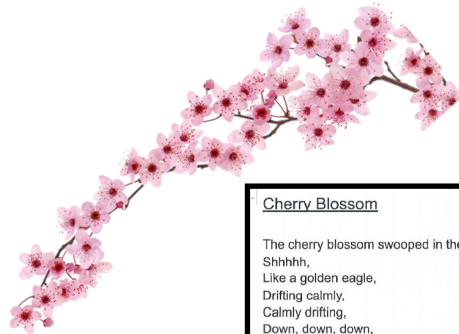 Cherry Blossom
The cherry blossom swooped in the
Shhhhh,
Like a golden eagle,
Drifting calmly,
Calmly drifting,
Down, down, down,